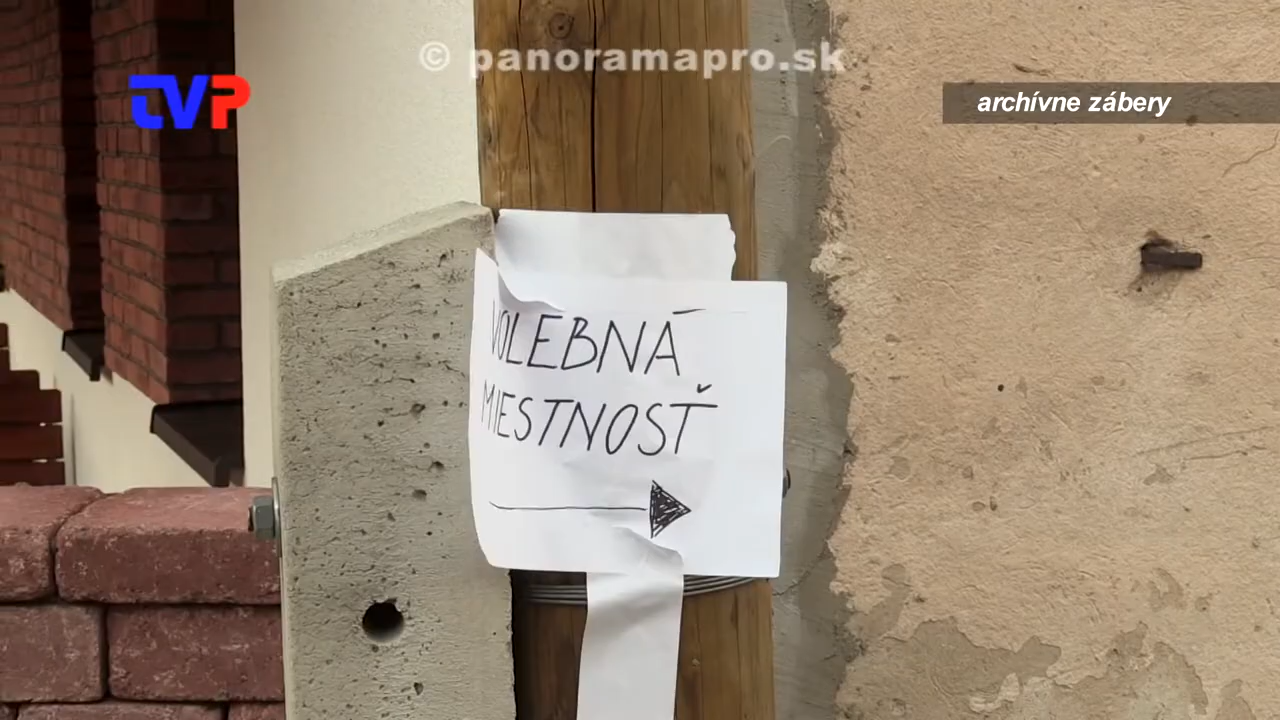 © panoramapro.sk
TVP
archívne zábery
VOLEBNÁ
MIESTNOSŤ